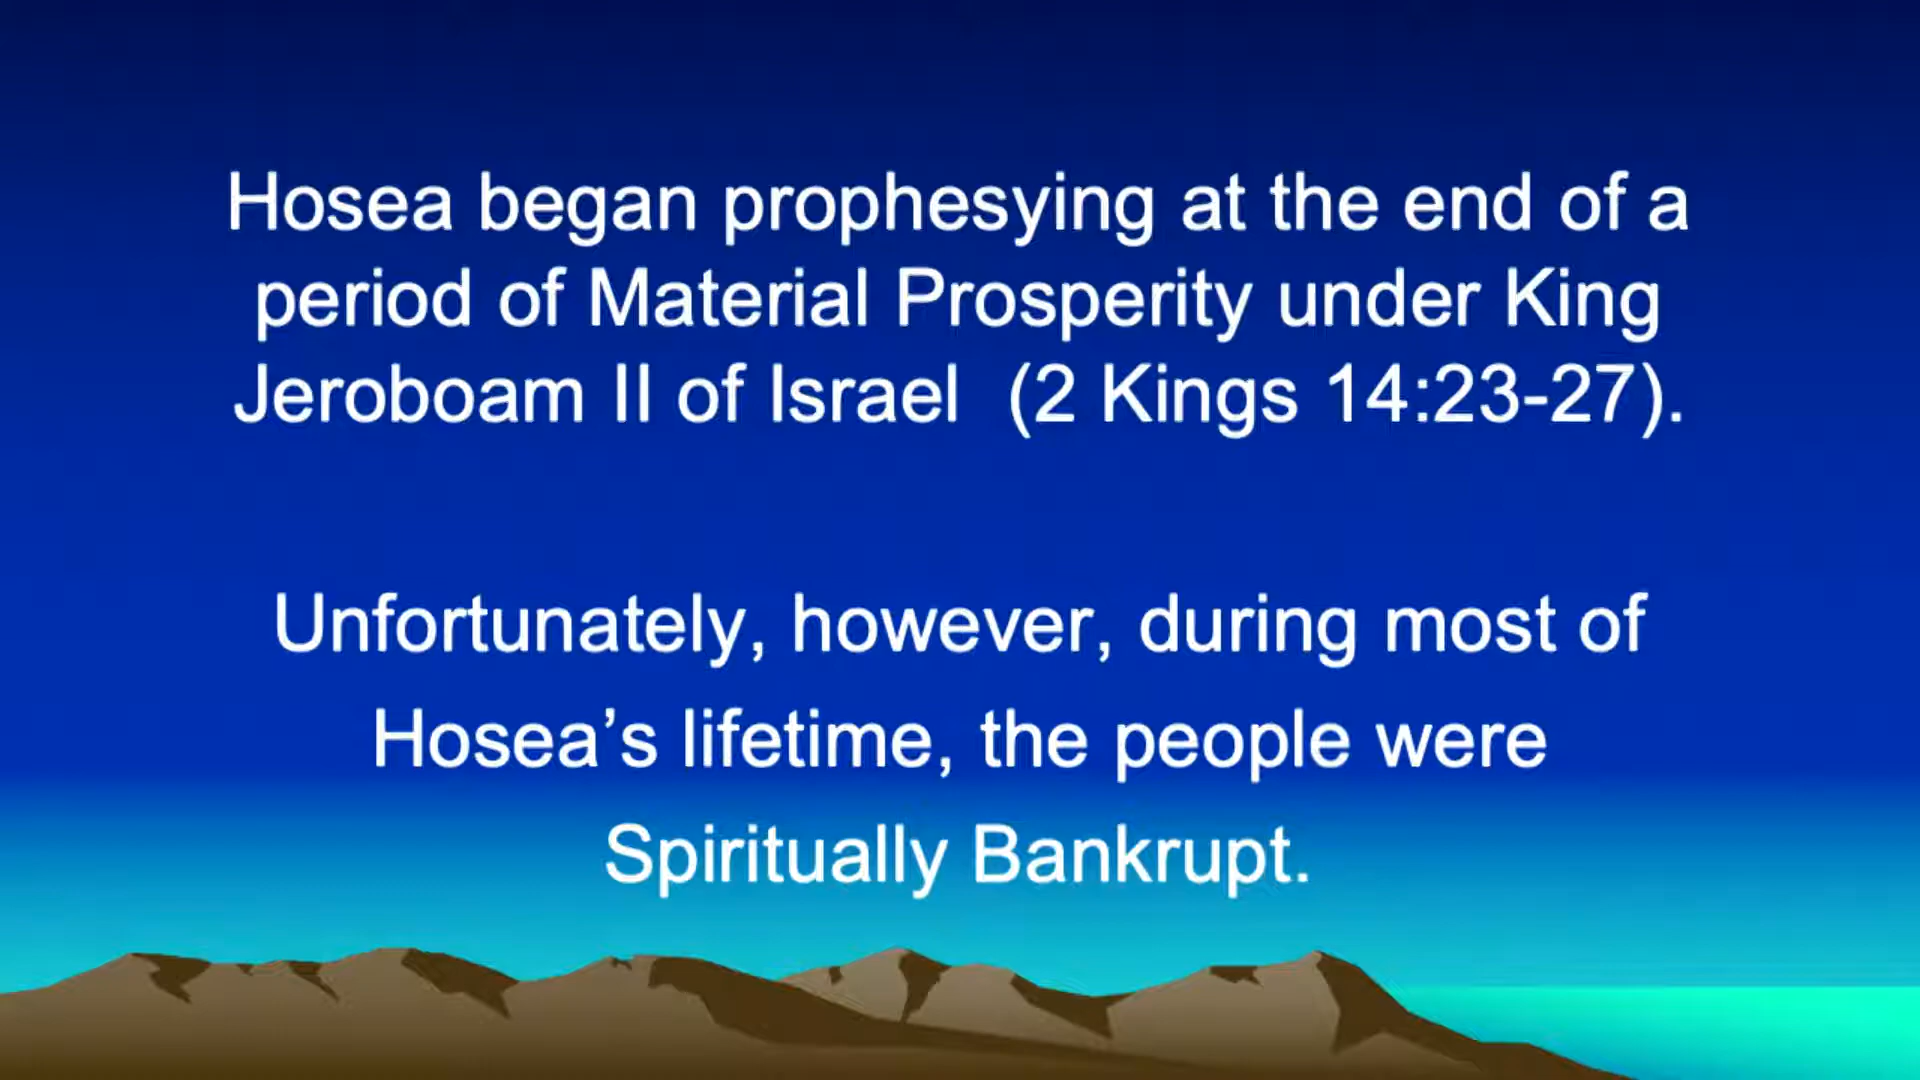 Hosea began prophesying at the end of a
period of Material Prosperity under King
Jeroboam II of Israel  (2 Kings 14:23-27).
Unfortunately, however, during most of
Hosea’s lifetime, the people were
Spiritually Bankrupt.